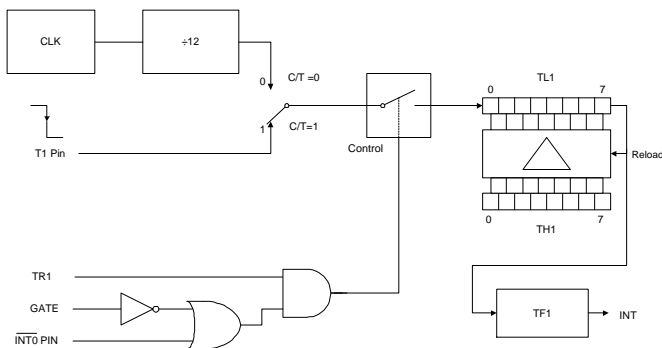 CLK
÷12
0
C/T =0
1
C/T=1
T1 Pin
Control
TL1
0 7
Reload
0 7
TH1
TR1
GATE
INT0 PIN
TF1
INT